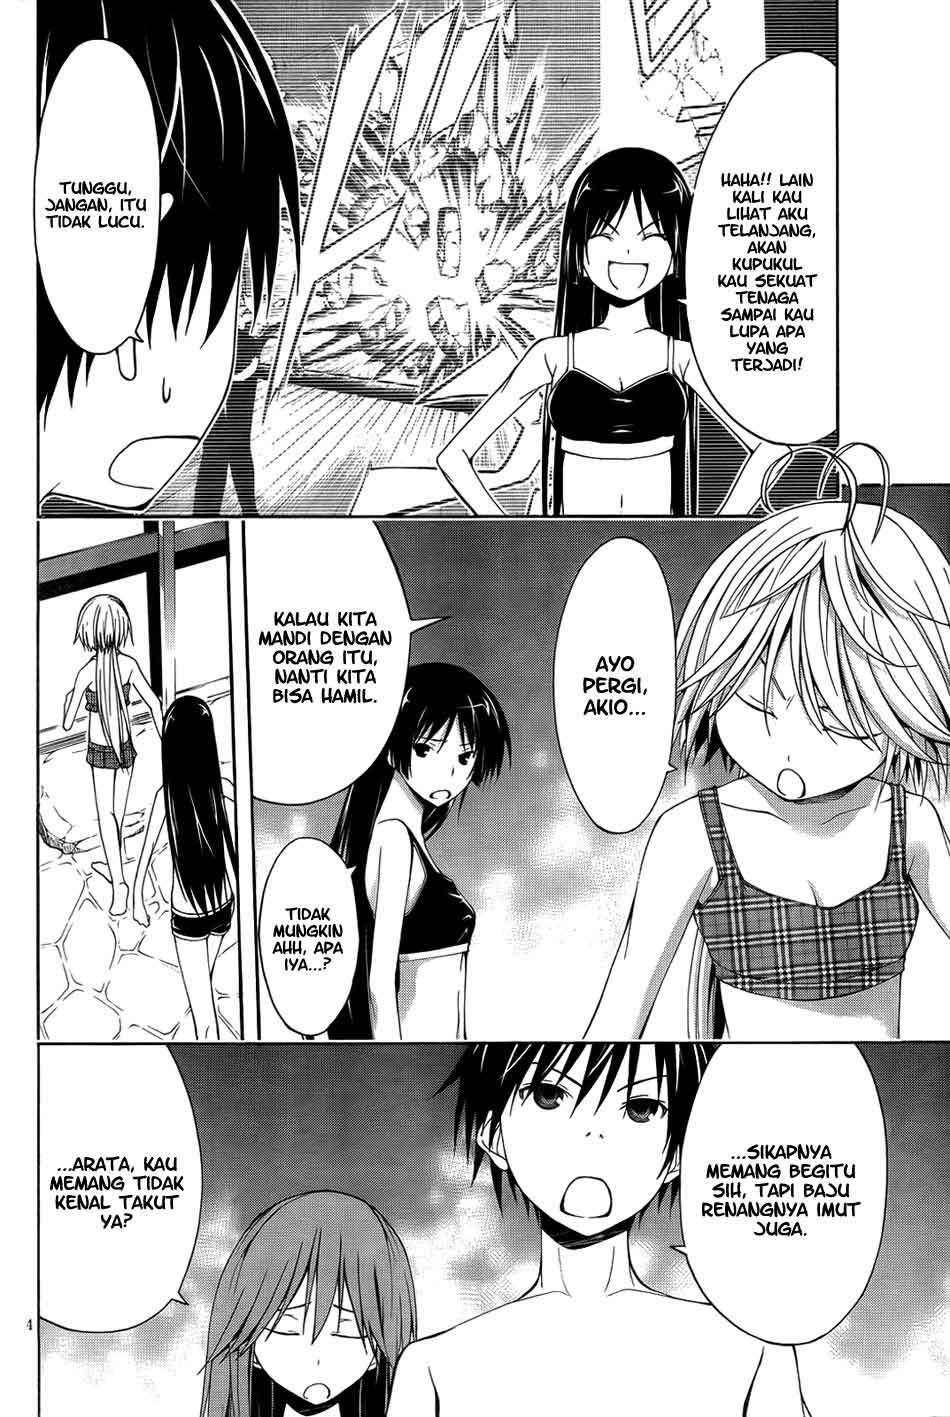 HAHA!! LAIN
KALI KAU
LIHAT AKU
TELANJANG,
AKAN
KUPUKUL
KAU SEKUAT
TENAGA
SAMPAI KAU
LUPA APA
YANG
TERJADI!
TUNGGU,
JANGAN, ITU
TIDAK LUCU.
AYO
PERGI,
AKIO...
KALAU KITA
MANDI DENGAN
ORANG ITU,
NANTI KITA
BISA HAMIL.
TIDAK
MUNGKIN
AHH, APA
IYA...?
...SIKAPNYA
MEMANG BEGITU
SIH, TAPI BAJU
RENANGNYA IMUT
JUGA.
...ARATA, KAU
MEMANG TIDAK
KENAL TAKUT
YA?
4